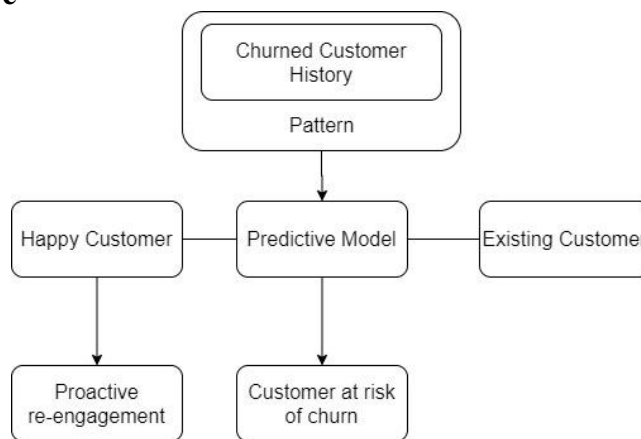 Churned Customer
History
Pattern
Happy Customer
Predictive Model
Existing Customer
Proactive
re-engagement
Customer at risk
of churn